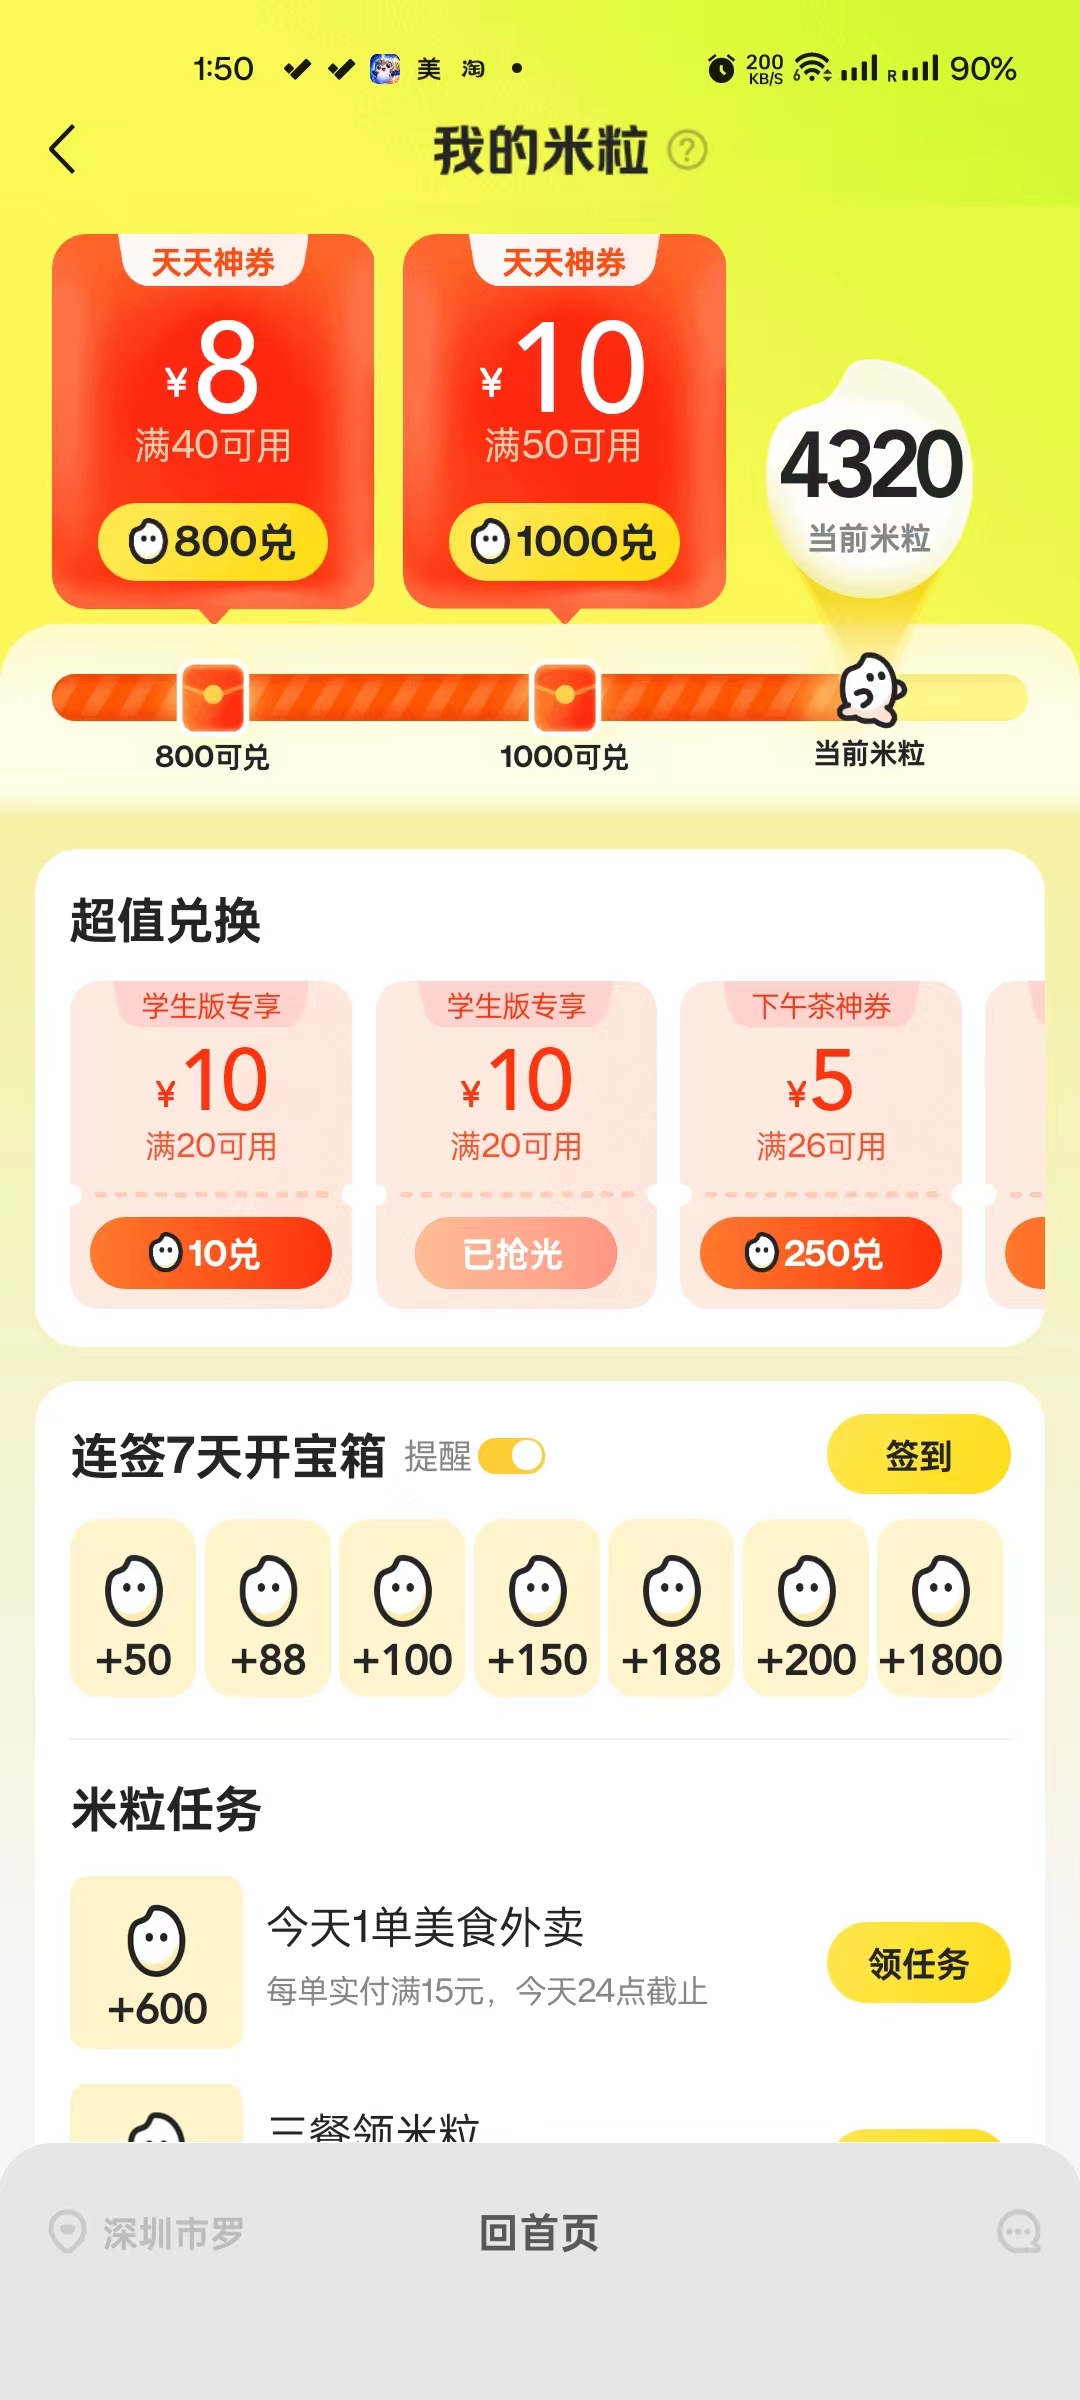 1:50 美 淘 200 KB/S 6 R 90%
我的米粒 ?
天天神券 天天神券
¥8 ¥10
满40可用 满50可用
4320
当前米粒
800兑 1000兑
800可兑 1000可兑 当前米粒
超值兑换
学生版专享 学生版专享 下午茶神券
¥10 ¥10 ¥5
满20可用 满20可用 满26可用
10兑 已抢光 250兑
连签7天开宝箱 提醒 签到
+50 +88 +100 +150 +188 +200 +1800
米粒任务
今天1单美食外卖
每单实付满15元，今天24点截止
+600
领任务
三餐领米粒
深圳市罗 回首页